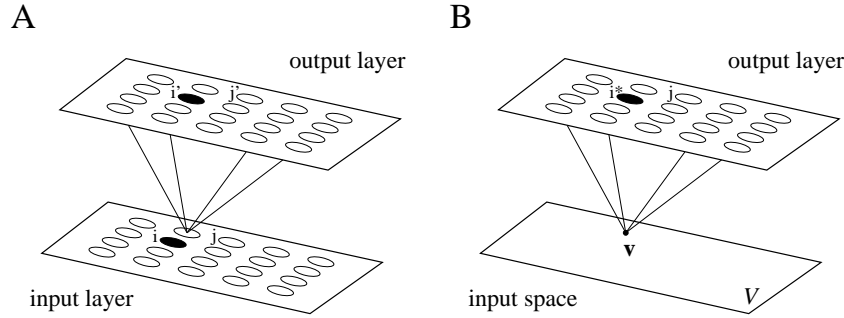 A
output layer
i' j'
i j
input layer
B
output layer
i* j
v
input space
V